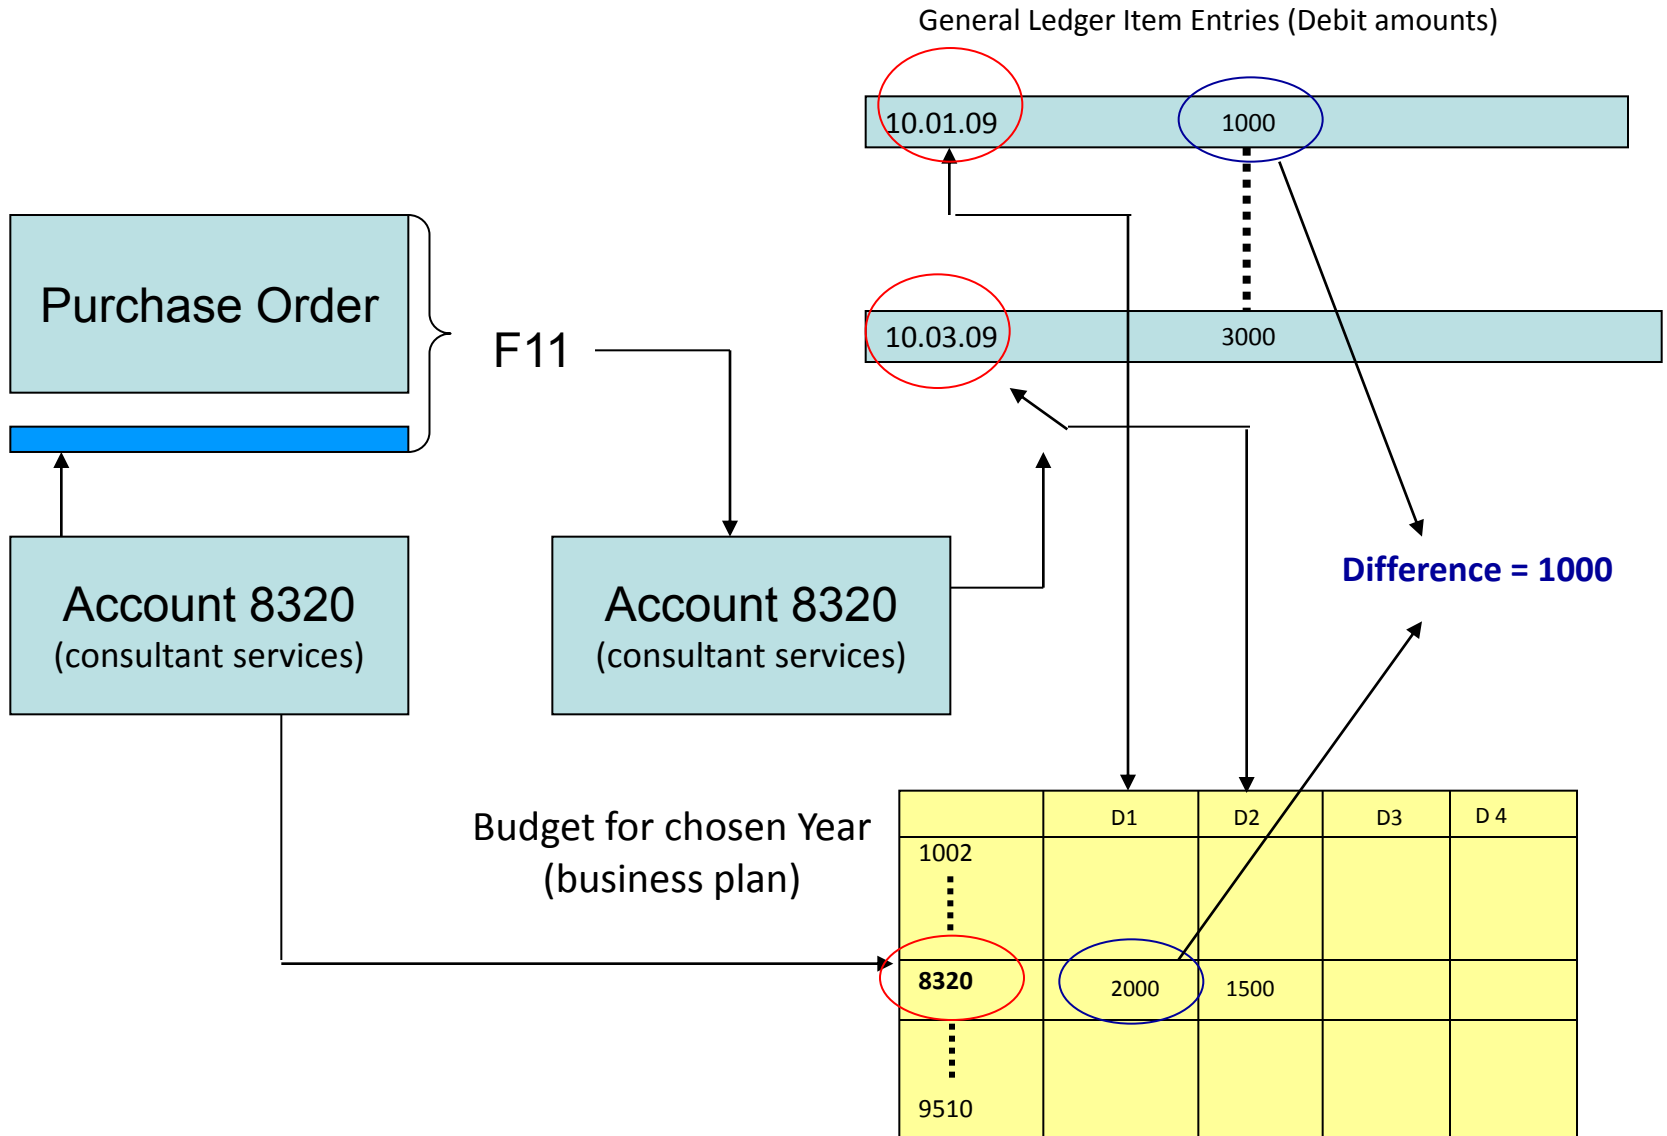 General Ledger Item Entries (Debit amounts)
10.01.09 1000
Purchase Order
F11
10.03.09 3000
Account 8320
(consultant services)
Account 8320
(consultant services)
Difference = 1000
Budget for chosen Year
(business plan)
D1 D2 D3 D 4
1002
8320 2000 1500
9510